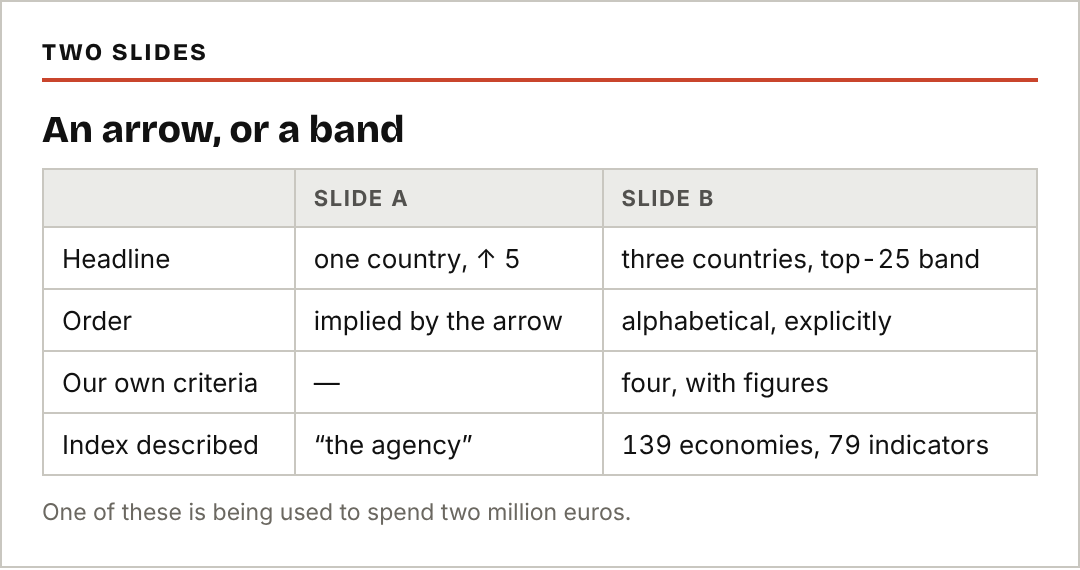 TWO SLIDES
An arrow, or a band
SLIDE A SLIDE B
Headline one country, ↑ 5 three countries, top-25 band
Order implied by the arrow alphabetical, explicitly
Our own criteria — four, with figures
Index described “the agency” 139 economies, 79 indicators
One of these is being used to spend two million euros.